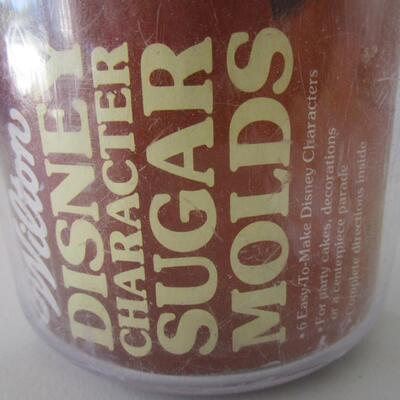 Wilton
DISNEY
CHARACTER
SUGAR
MOLDS
• 6 Easy-To-Make Disney Characters
• For party cakes, decorations
or a centerpiece parade
• Complete directions inside